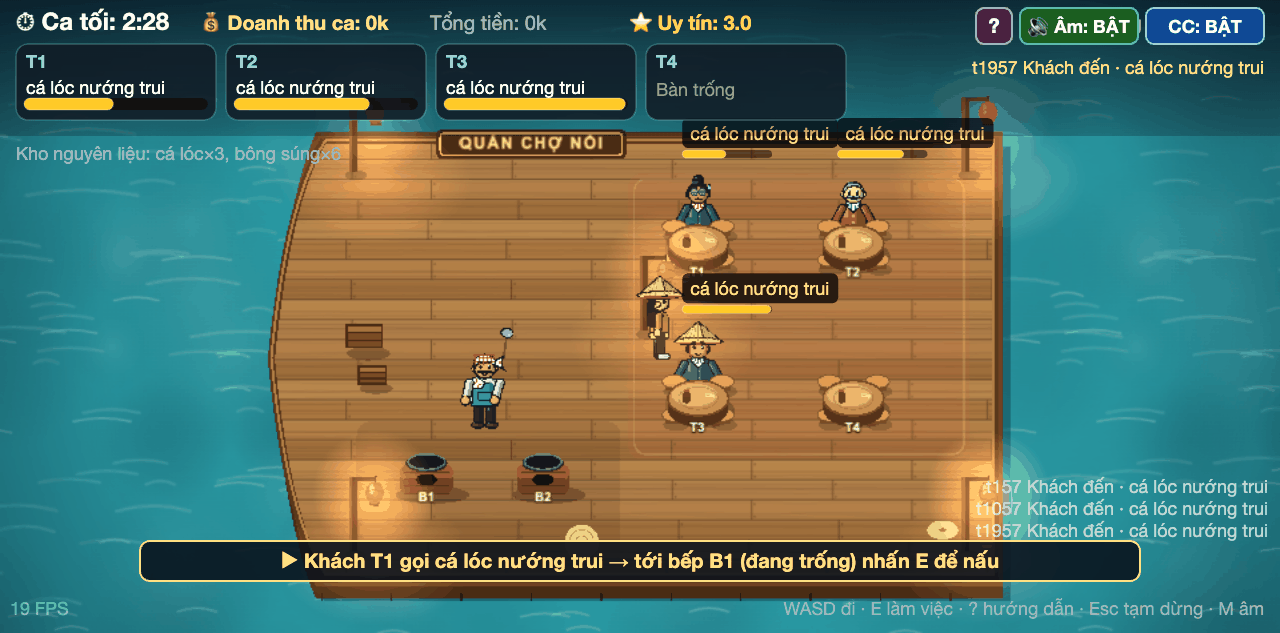 Ca tối: 2:28
Doanh thu ca: 0k
Tổng tiền: 0k
Uy tín: 3.0
?
Âm: BẬT
CC: BẬT
T1
cá lóc nướng trui
T2
cá lóc nướng trui
T3
cá lóc nướng trui
T4
Bàn trống
t1957 Khách đến · cá lóc nướng trui
Kho nguyên liệu: cá lóc×3, bông súng×6
QUÁN CHỢ NỔI
cá lóc nướng trui
cá lóc nướng trui
T1
T2
cá lóc nướng trui
T3
T4
B1
B2
t157 Khách đến · cá lóc nướng trui
t1057 Khách đến · cá lóc nướng trui
t1957 Khách đến · cá lóc nướng trui
▶ Khách T1 gọi cá lóc nướng trui → tới bếp B1 (đang trống) nhấn E để nấu
19 FPS
WASD đi · E làm việc · ? hướng dẫn · Esc tạm dừng · M âm